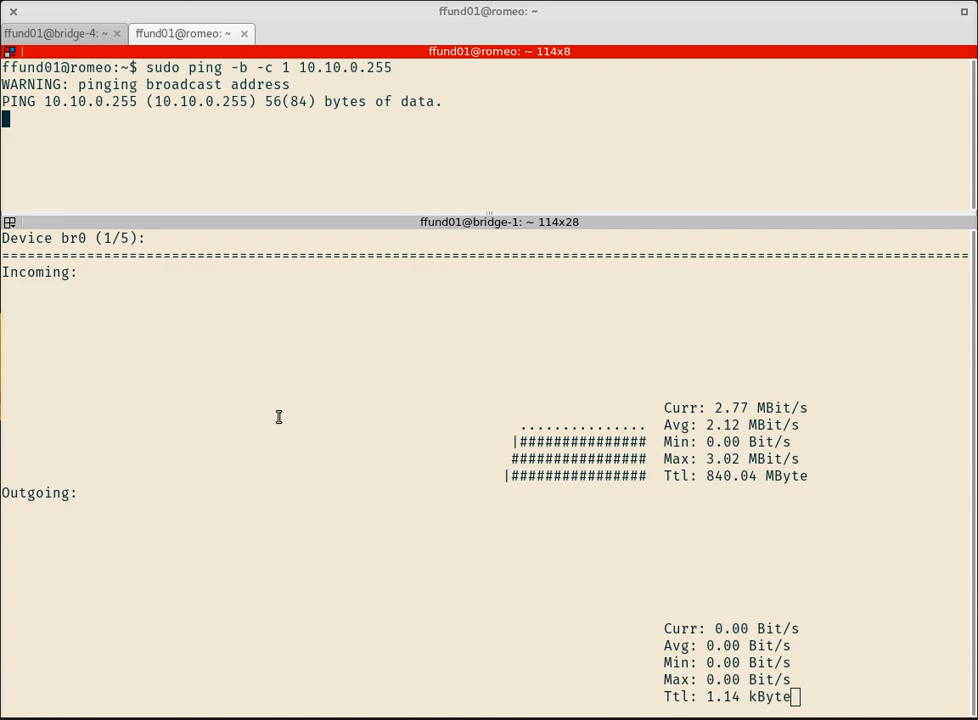 ffund01@romeo: ~
ffund01@bridge-4: ~ × ffund01@romeo: ~ ×
ffund01@romeo: ~ 114x8
ffund01@romeo:~$ sudo ping -b -c 1 10.10.0.255
WARNING: pinging broadcast address
PING 10.10.0.255 (10.10.0.255) 56(84) bytes of data.
ffund01@bridge-1: ~ 114x28
Device br0 (1/5):
=================================================================================================================
Incoming:
Curr: 2.77 MBit/s
............... Avg: 2.12 MBit/s
|############### Min: 0.00 Bit/s
################ Max: 3.02 MBit/s
|################ Ttl: 840.04 MByte
Outgoing:
Curr: 0.00 Bit/s
Avg: 0.00 Bit/s
Min: 0.00 Bit/s
Max: 0.00 Bit/s
Ttl: 1.14 kByte